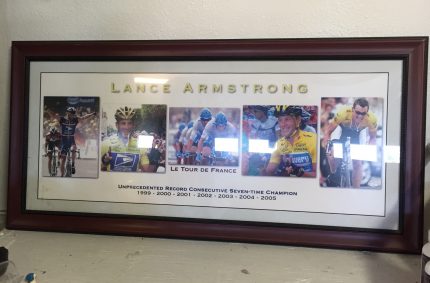 LANCE ARMSTRONG
LE TOUR DE FRANCE
UNPRECEDENTED RECORD CONSECUTIVE SEVEN-TIME CHAMPION
1999 - 2000 - 2001 - 2002 - 2003 - 2004 - 2005